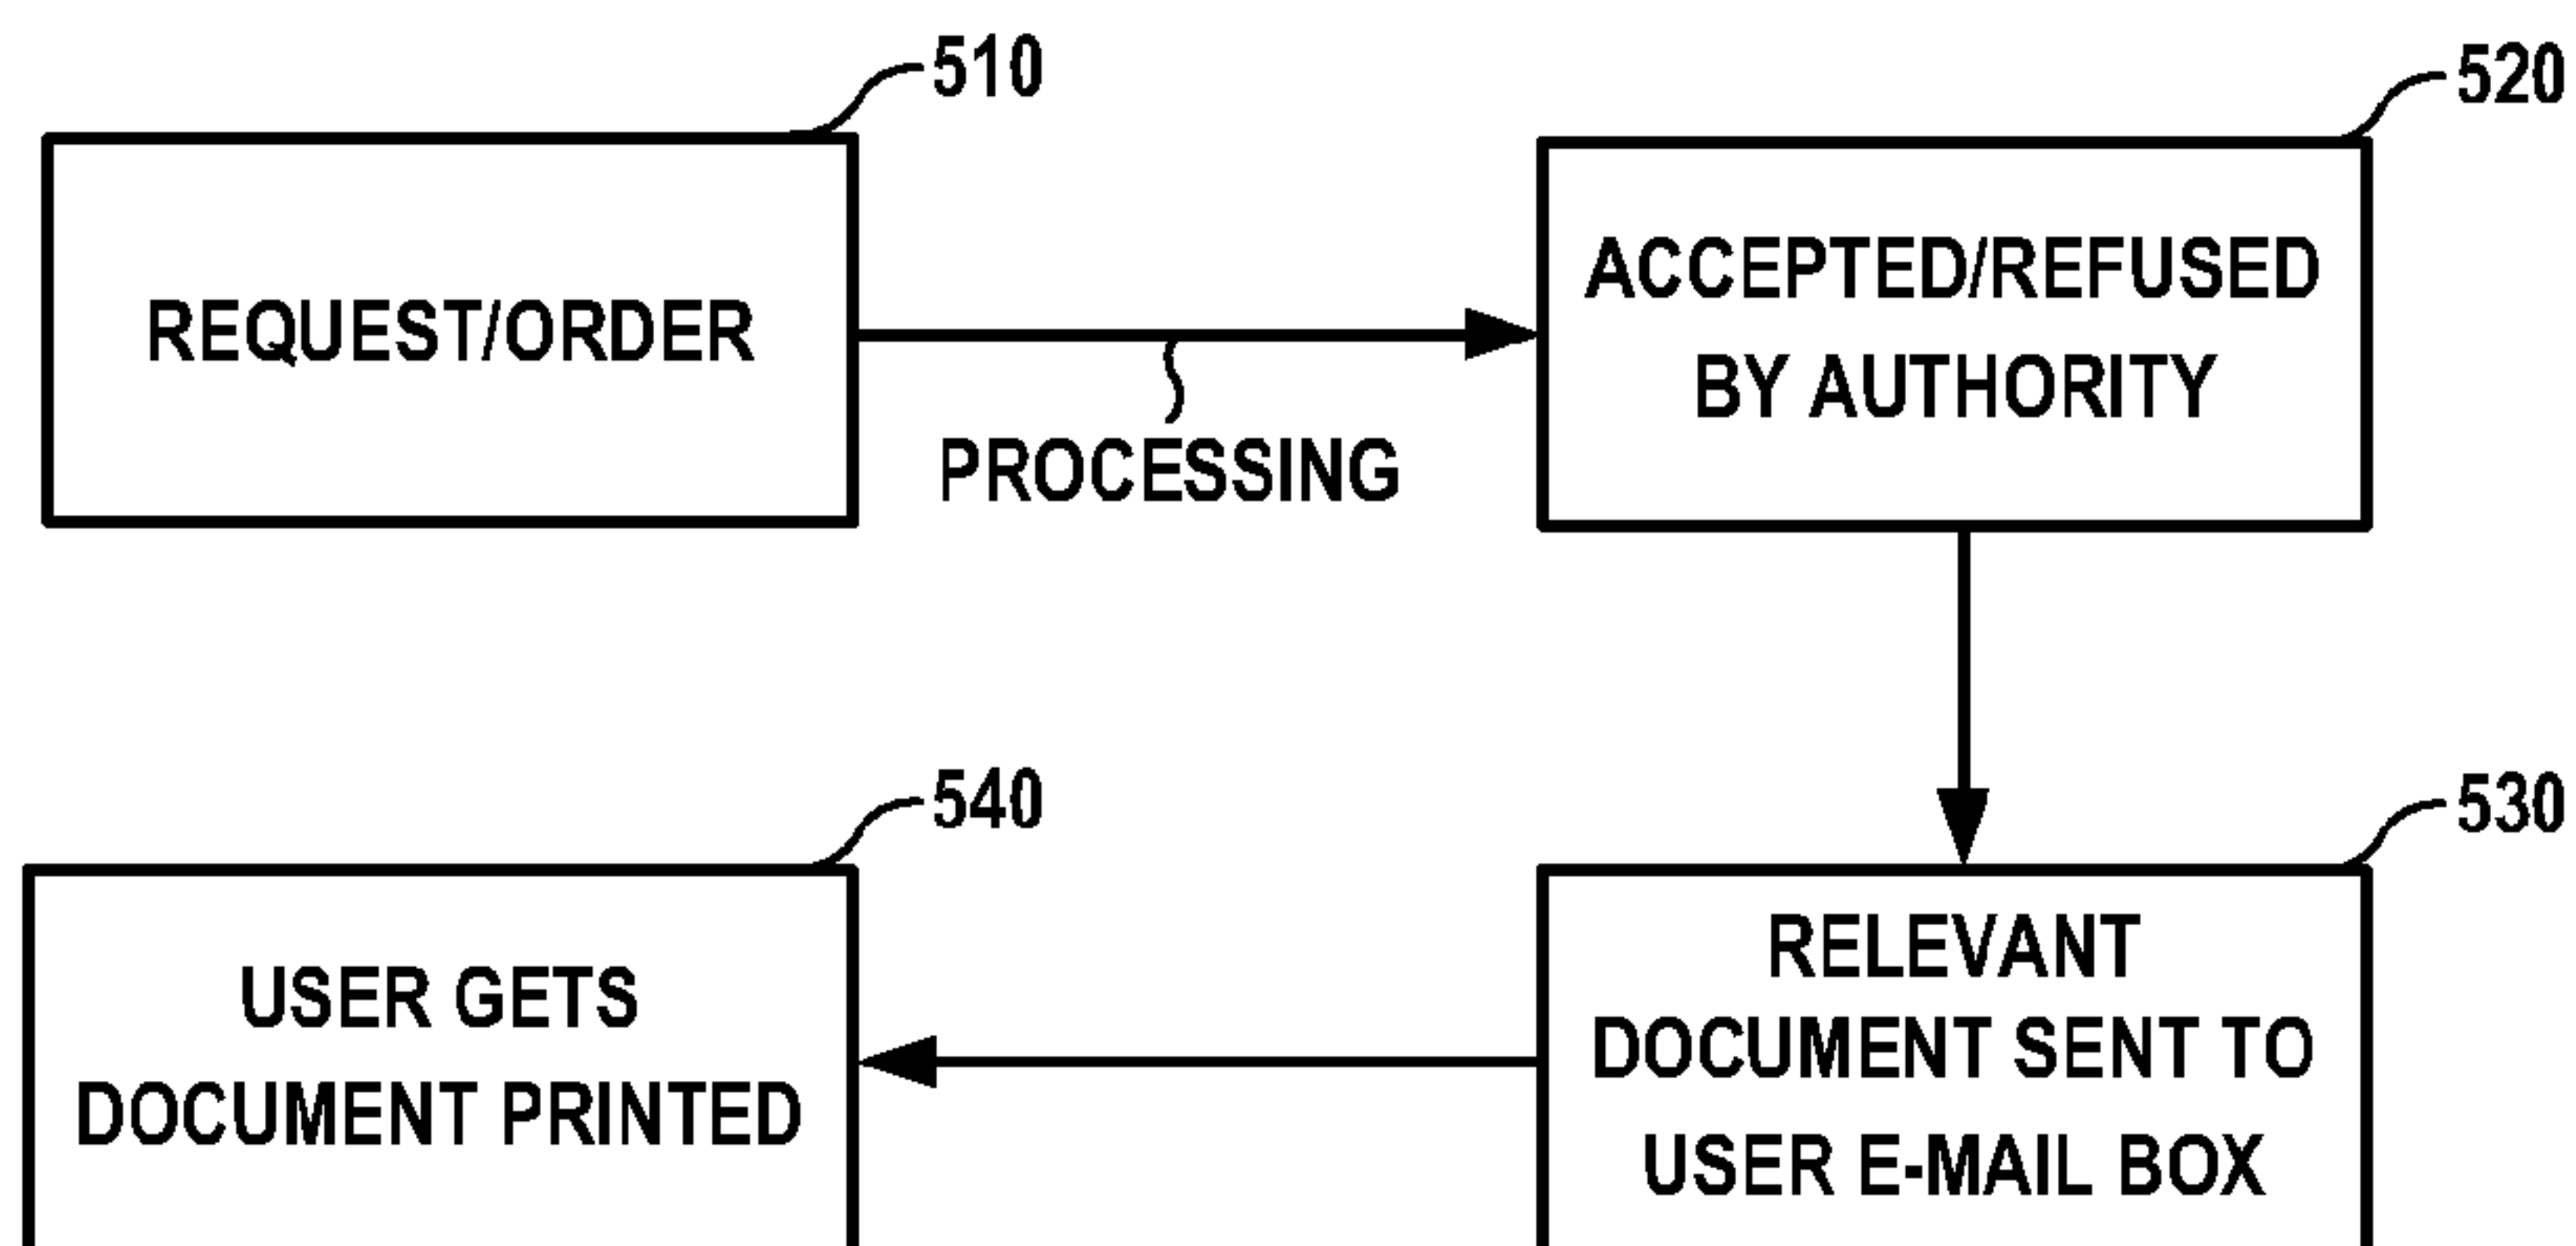 510
REQUEST/ORDER
PROCESSING
520
ACCEPTED/REFUSED
BY AUTHORITY
530
RELEVANT
DOCUMENT SENT TO
USER E-MAIL BOX
540
USER GETS
DOCUMENT PRINTED